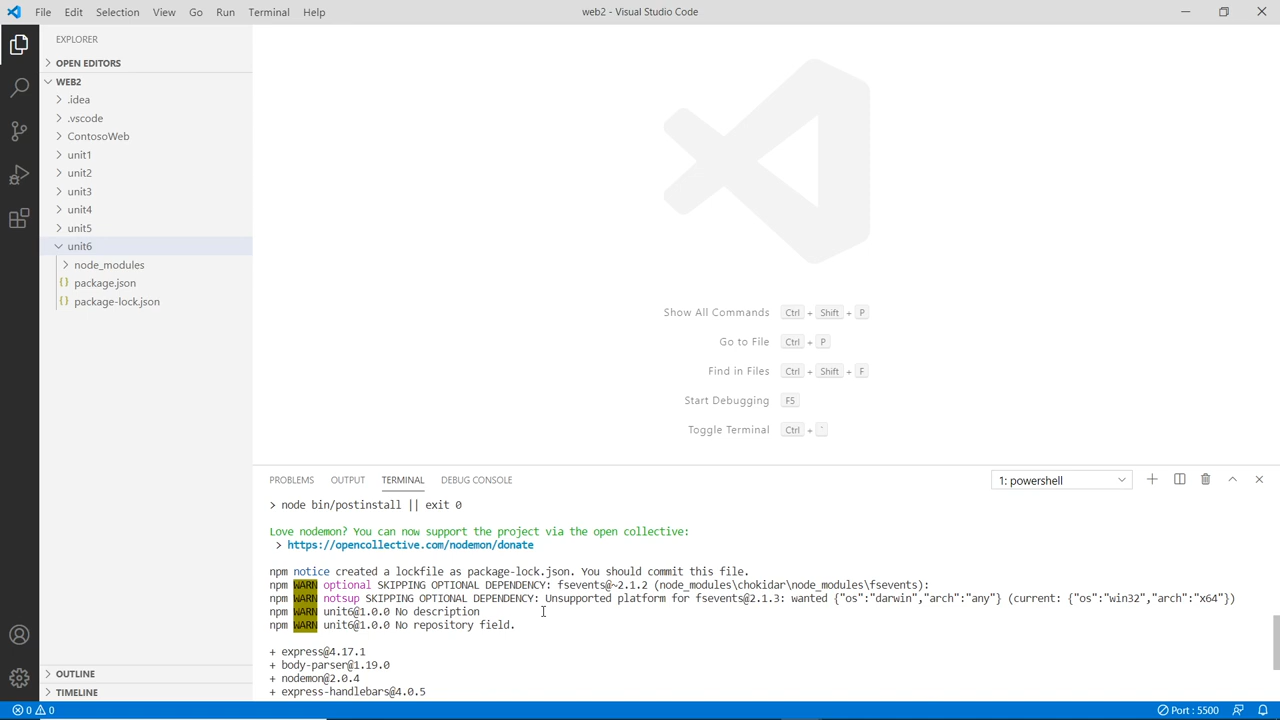 File Edit Selection View Go Run Terminal Help
web2 - Visual Studio Code
EXPLORER
OPEN EDITORS
WEB2
.idea
.vscode
ContosoWeb
unit1
unit2
unit3
unit4
unit5
unit6
node_modules
{} package.json
{} package-lock.json
OUTLINE
TIMELINE
Show All Commands Ctrl + Shift + P
Go to File Ctrl + P
Find in Files Ctrl + Shift + F
Start Debugging F5
Toggle Terminal Ctrl + `
PROBLEMS OUTPUT TERMINAL DEBUG CONSOLE
1: powershell
> node bin/postinstall || exit 0
Love nodemon? You can now support the project via the open collective:
> https://opencollective.com/nodemon/donate
npm notice created a lockfile as package-lock.json. You should commit this file.
npm WARN optional SKIPPING OPTIONAL DEPENDENCY: fsevents@~2.1.2 (node_modules\chokidar\node_modules\fsevents):
npm WARN notsup SKIPPING OPTIONAL DEPENDENCY: Unsupported platform for fsevents@2.1.3: wanted {"os":"darwin","arch":"any"} (current: {"os":"win32","arch":"x64"})
npm WARN unit6@1.0.0 No description
npm WARN unit6@1.0.0 No repository field.
+ express@4.17.1
+ body-parser@1.19.0
+ nodemon@2.0.4
+ express-handlebars@4.0.5
0 0
Port : 5500